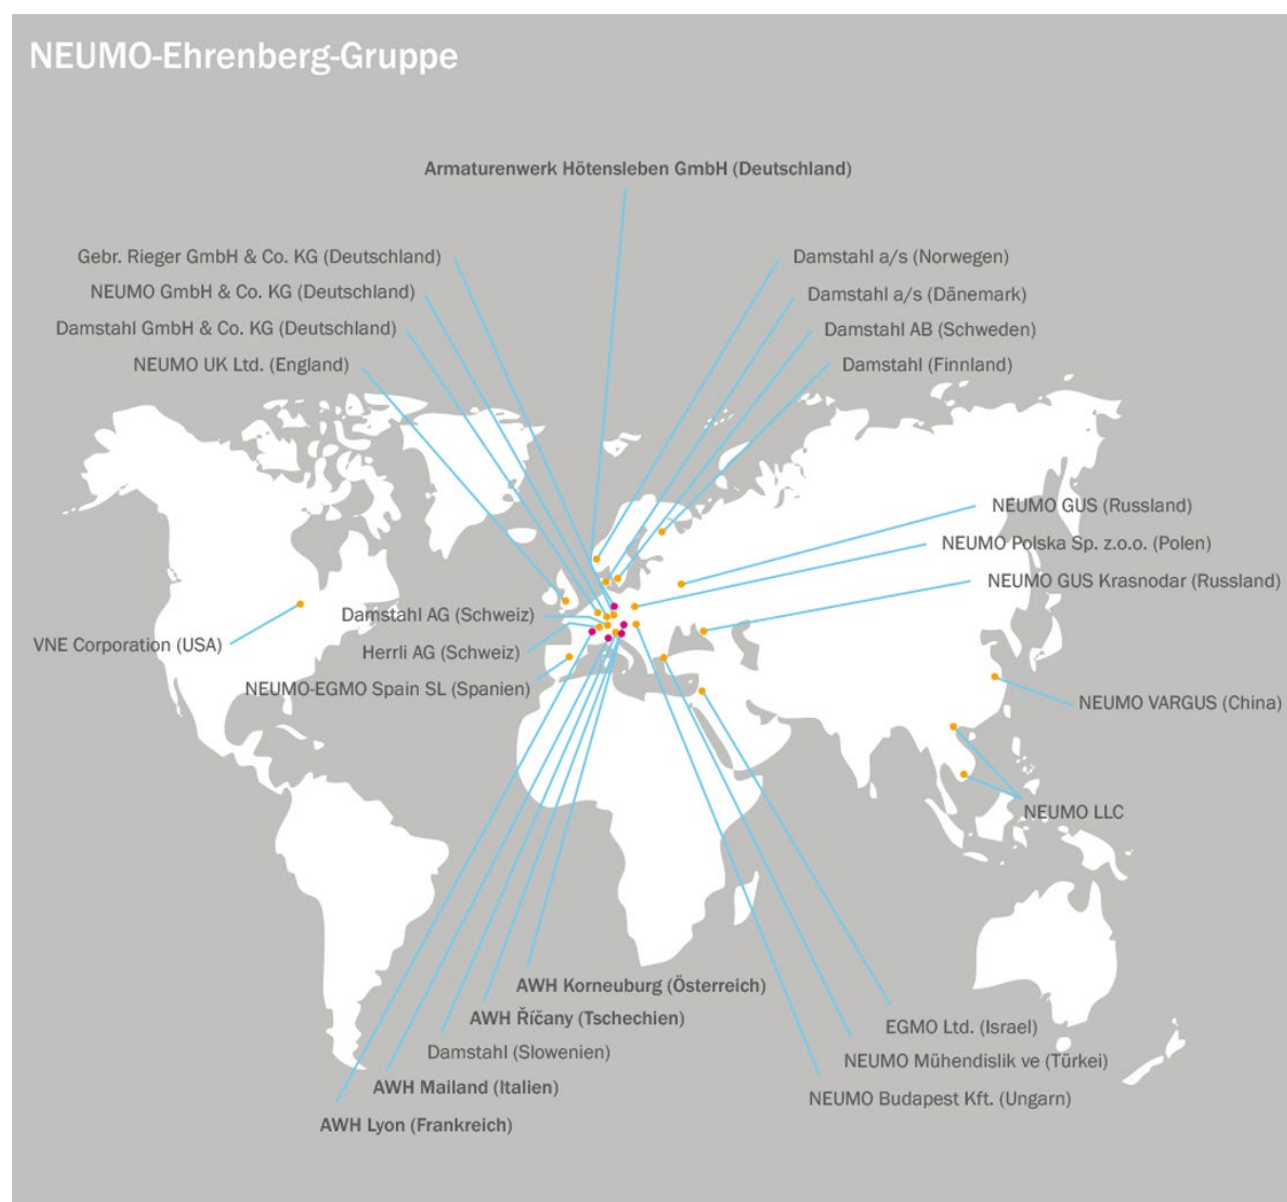 NEUMO-Ehrenberg-Gruppe
Armaturenwerk Hötensleben GmbH (Deutschland)
Gebr. Rieger GmbH & Co. KG (Deutschland)
NEUMO GmbH & Co. KG (Deutschland)
Damstahl GmbH & Co. KG (Deutschland)
NEUMO UK Ltd. (England)
Damstahl a/s (Norwegen)
Damstahl a/s (Dänemark)
Damstahl AB (Schweden)
Damstahl (Finnland)
NEUMO GUS (Russland)
NEUMO Polska Sp. z.o.o. (Polen)
NEUMO GUS Krasnodar (Russland)
Damstahl AG (Schweiz)
VNE Corporation (USA)
Herrli AG (Schweiz)
NEUMO-EGMO Spain SL (Spanien)
NEUMO VARGUS (China)
NEUMO LLC
AWH Korneuburg (Österreich)
AWH Říčany (Tschechien)
Damstahl (Slowenien)
AWH Mailand (Italien)
AWH Lyon (Frankreich)
EGMO Ltd. (Israel)
NEUMO Mühendislik ve (Türkei)
NEUMO Budapest Kft. (Ungarn)